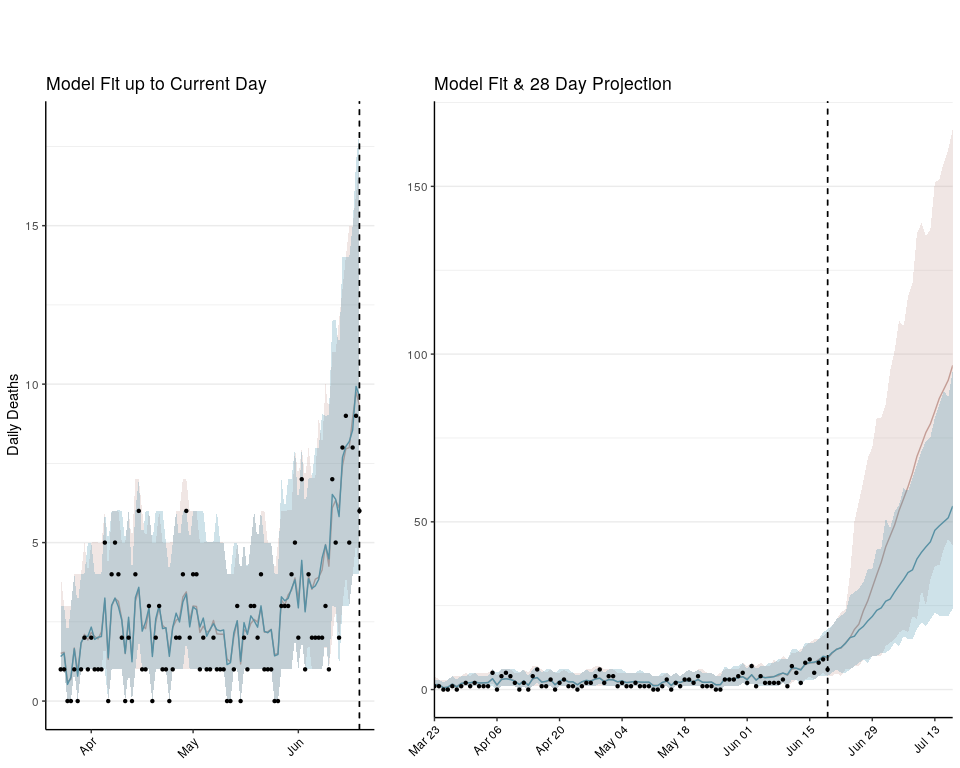 Model Fit up to Current Day
Daily Deaths
15
10
5
0
Apr
May
Jun
Model Fit & 28 Day Projection
150
100
50
0
Mar 23
Apr 06
Apr 20
May 04
May 18
Jun 01
Jun 15
Jun 29
Jul 13